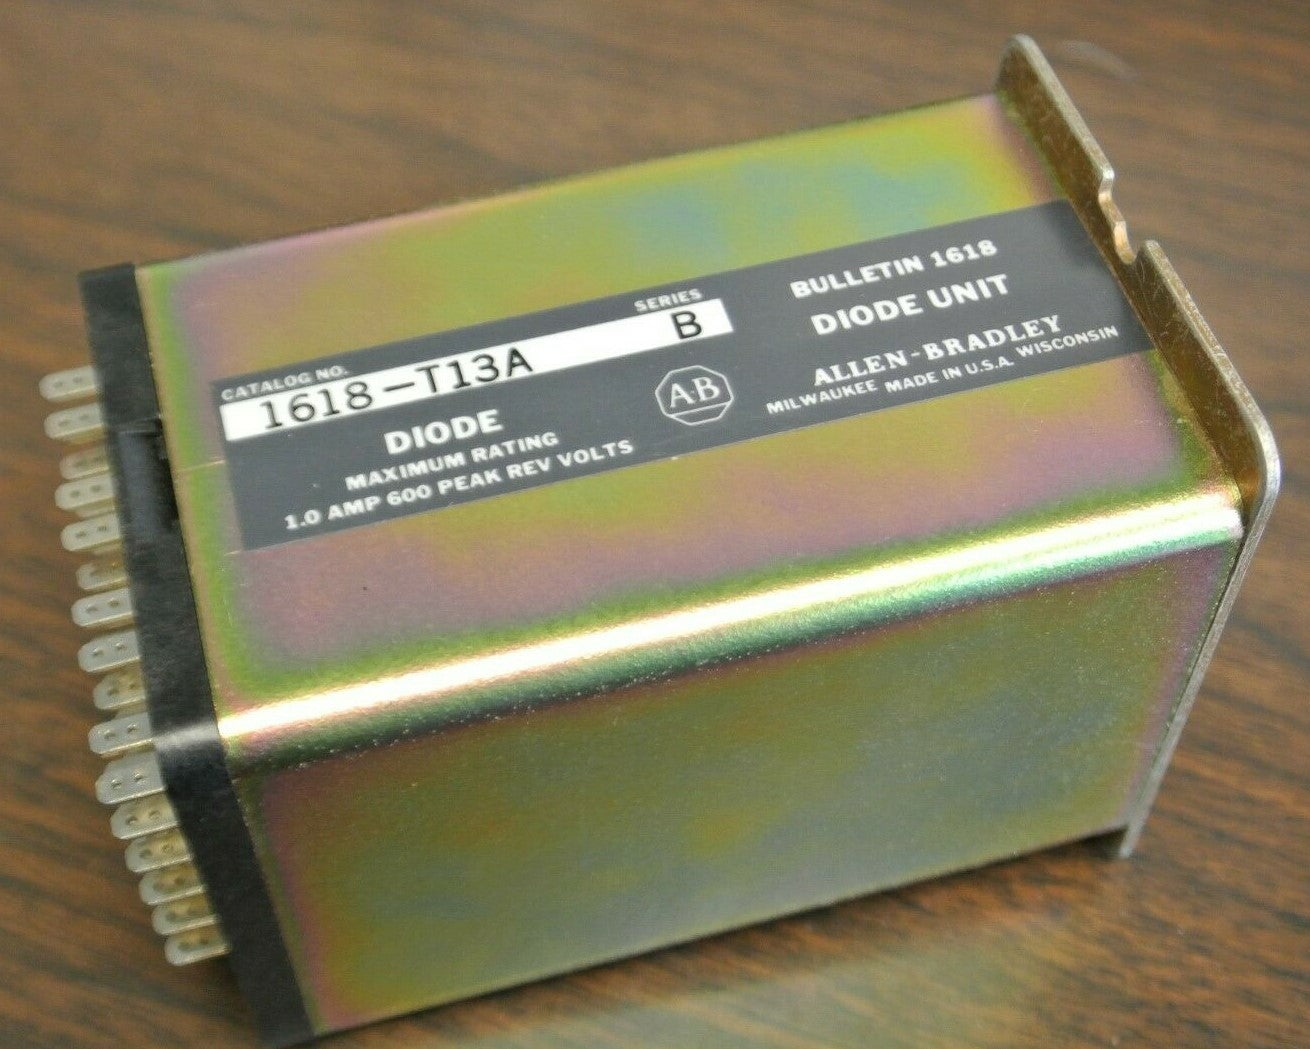 CATALOG NO.
SERIES
1618-T13A
B
DIODE
MAXIMUM RATING
1.0 AMP 600 PEAK REV VOLTS
A-B
BULLETIN 1618
DIODE UNIT
ALLEN-BRADLEY
MILWAUKEE MADE IN U.S.A. WISCONSIN